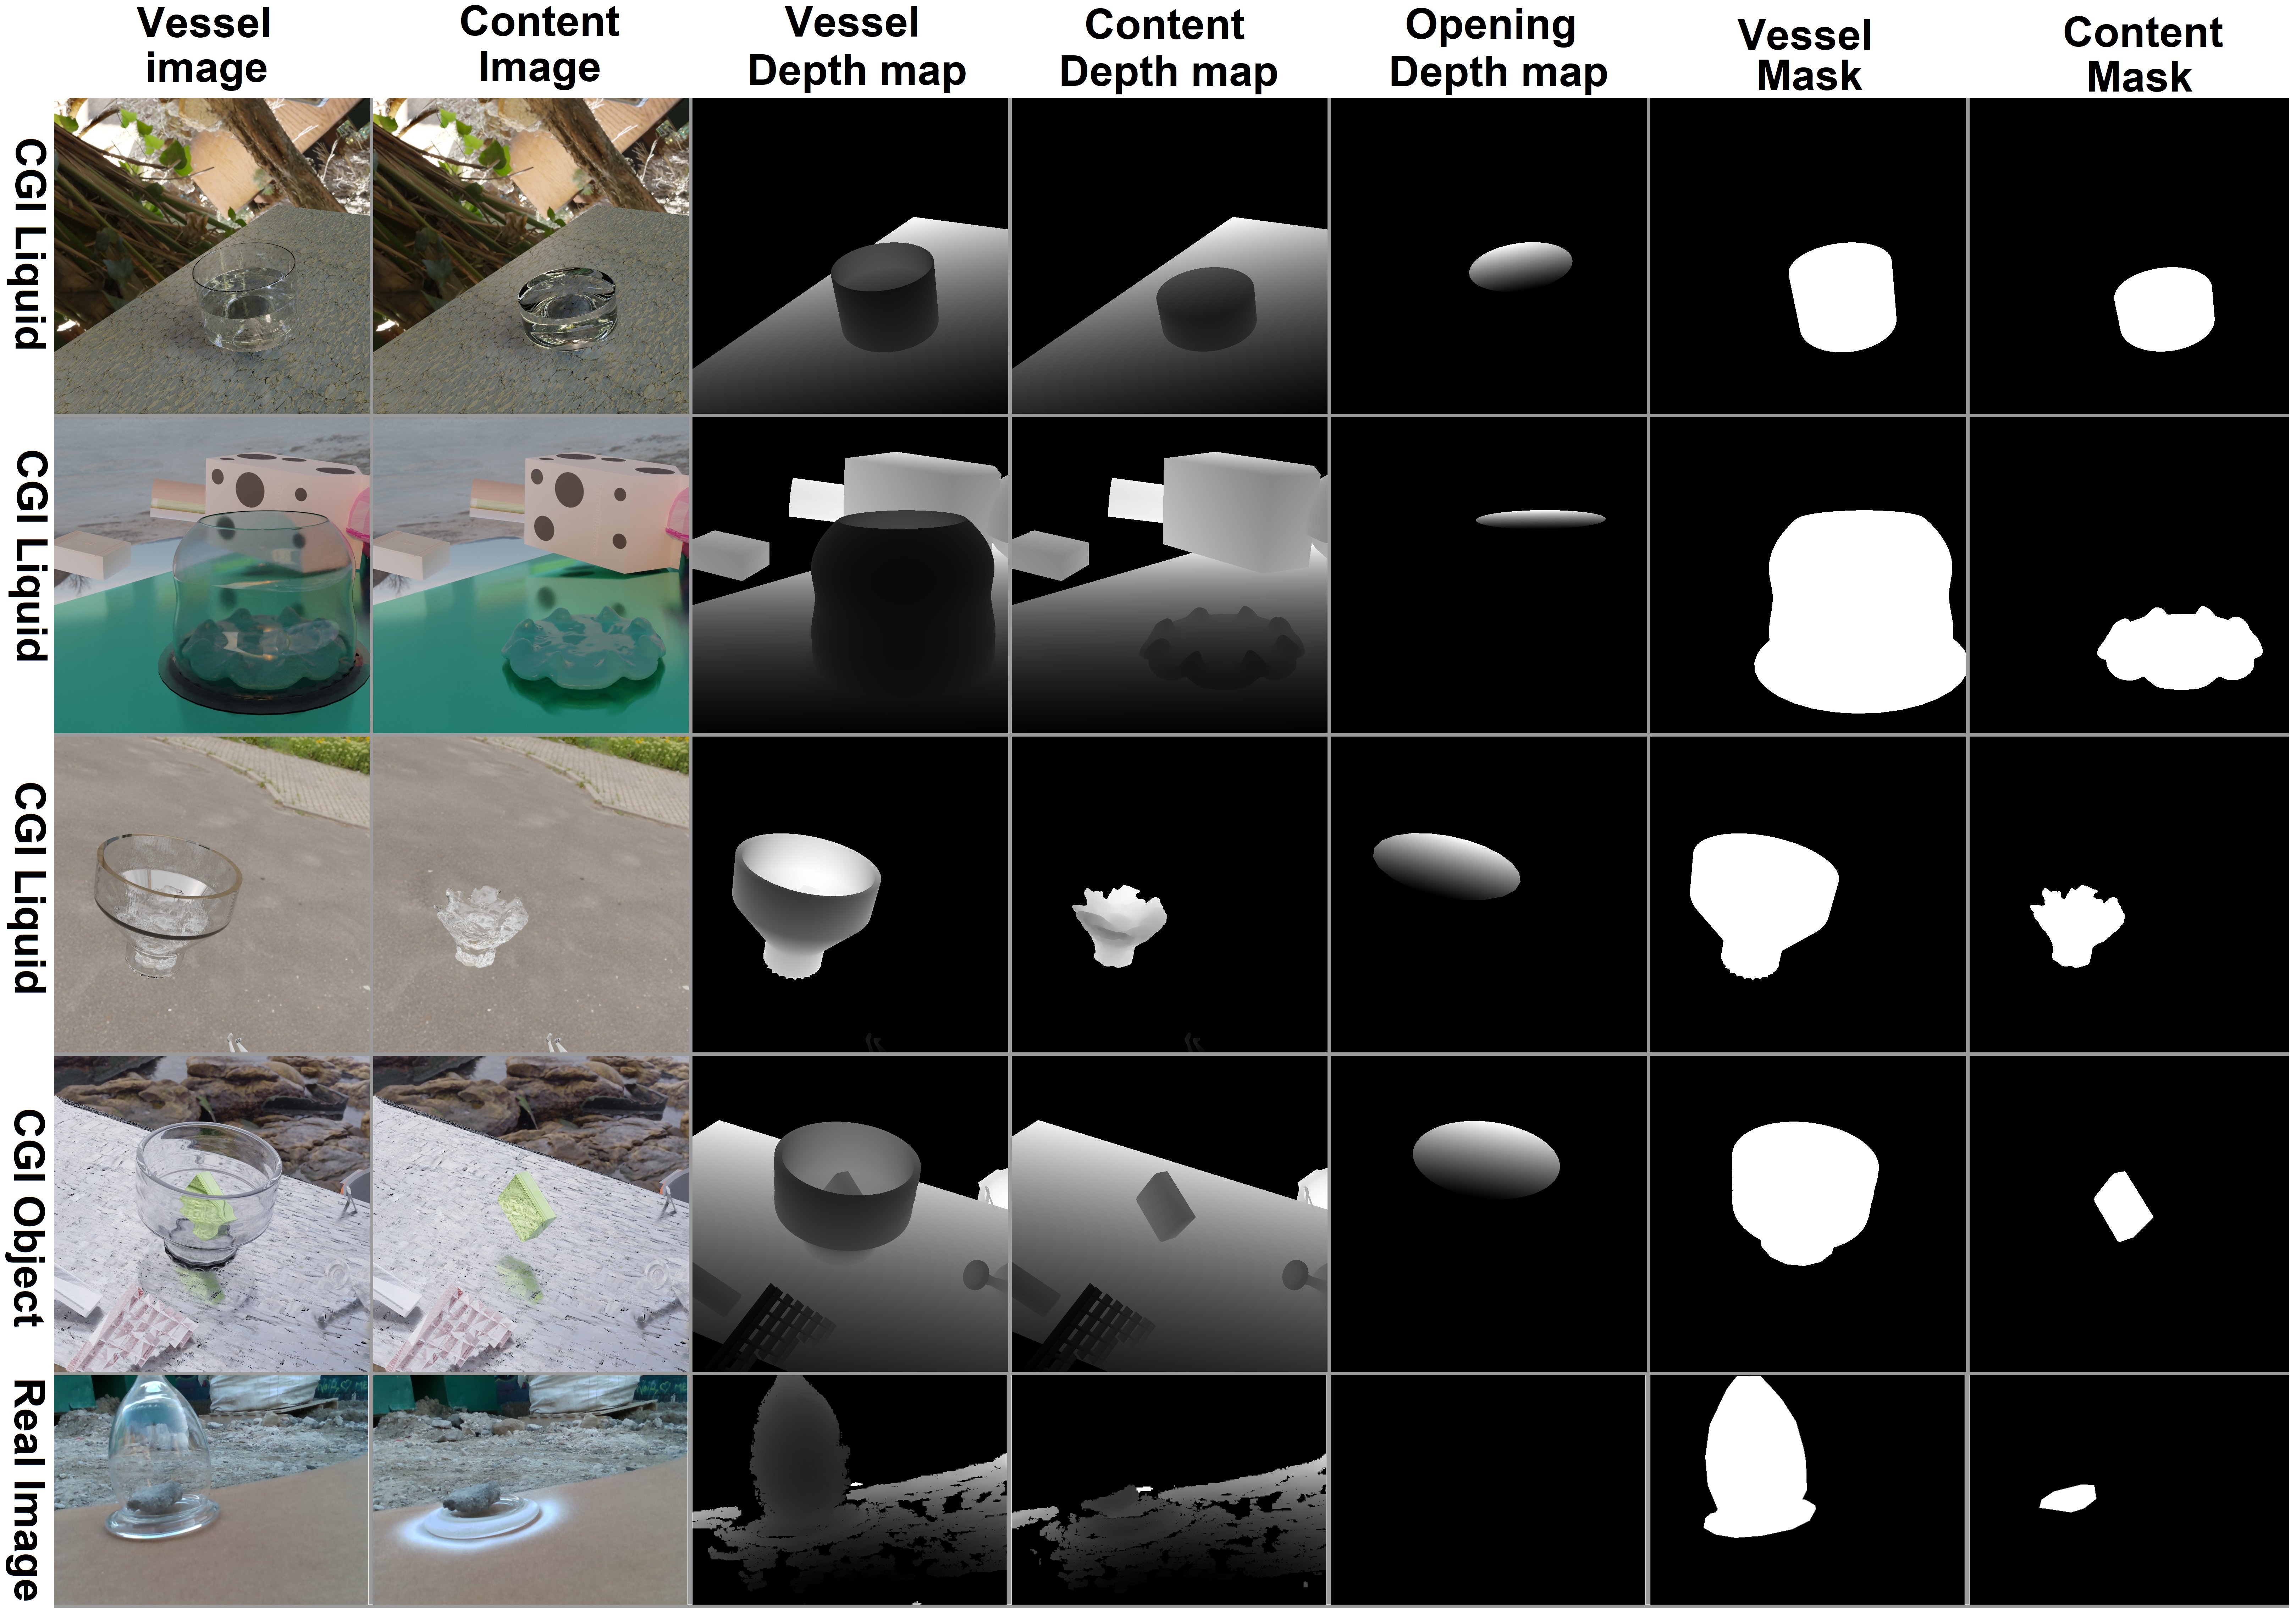 Vessel
image
Content
Image
Vessel
Depth map
Content
Depth map
Opening
Depth map
Vessel
Mask
Content
Mask
CGI Liquid
CGI Liquid
CGI Liquid
CGI Object
Real Image